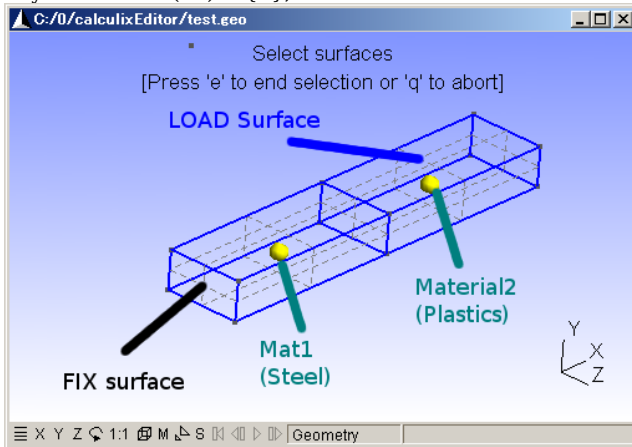 C:/0/calculixEditor/test.geo
Select surfaces
[Press 'e' to end selection or 'q' to abort]
LOAD Surface
Material2
(Plastics)
Mat1
(Steel)
FIX surface
Y
X
Z
X Y Z 1:1 M S Geometry